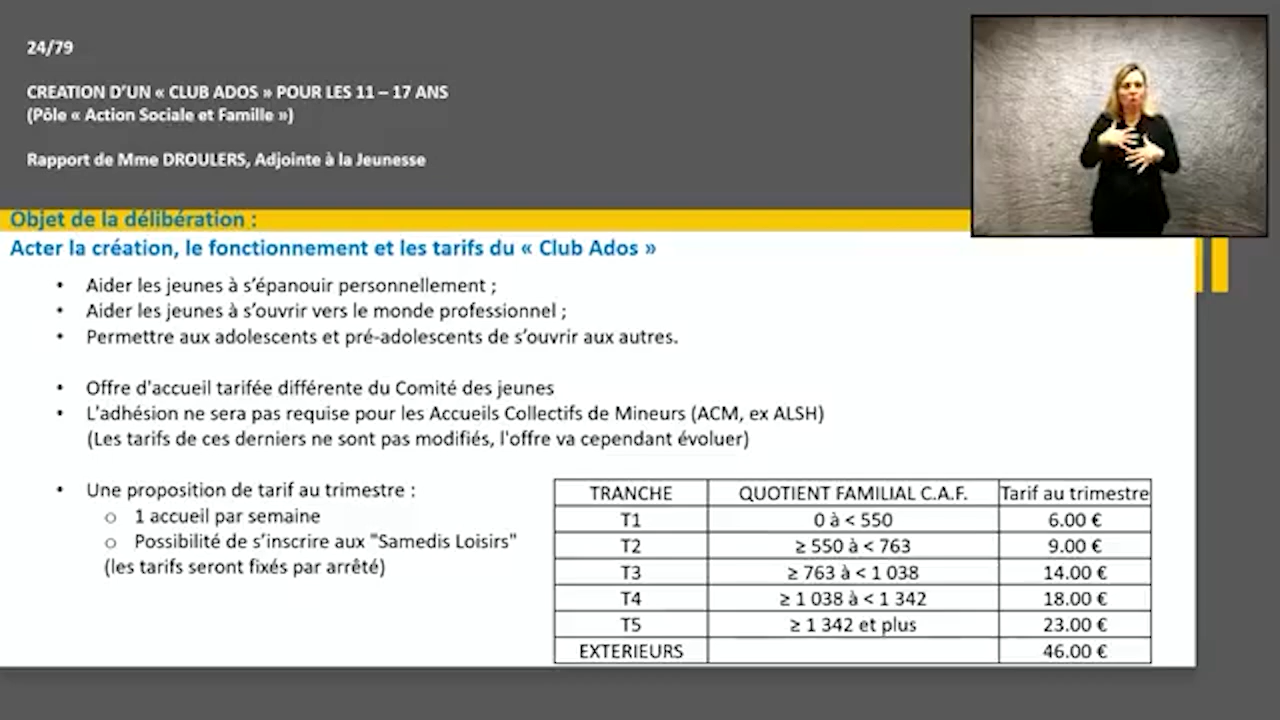 24/79
CREATION D'UN « CLUB ADOS » POUR LES 11 – 17 ANS
(Pôle « Action Sociale et Famille »)
Rapport de Mme DROULERS, Adjointe à la Jeunesse
Objet de la délibération :
Acter la création, le fonctionnement et les tarifs du « Club Ados »
• Aider les jeunes à s'épanouir personnellement ;
• Aider les jeunes à s'ouvrir vers le monde professionnel ;
• Permettre aux adolescents et pré-adolescents de s'ouvrir aux autres.
• Offre d'accueil tarifée différente du Comité des jeunes
• L'adhésion ne sera pas requise pour les Accueils Collectifs de Mineurs (ACM, ex ALSH)
(Les tarifs de ces derniers ne sont pas modifiés, l'offre va cependant évoluer)
• Une proposition de tarif au trimestre :
o 1 accueil par semaine
o Possibilité de s'inscrire aux "Samedis Loisirs"
(les tarifs seront fixés par arrêté)
TRANCHE QUOTIENT FAMILIAL C.A.F. Tarif au trimestre
T1 0 à < 550 6.00 €
T2 ≥ 550 à < 763 9.00 €
T3 ≥ 763 à < 1 038 14.00 €
T4 ≥ 1 038 à < 1 342 18.00 €
T5 ≥ 1 342 et plus 23.00 €
EXTERIEURS 46.00 €